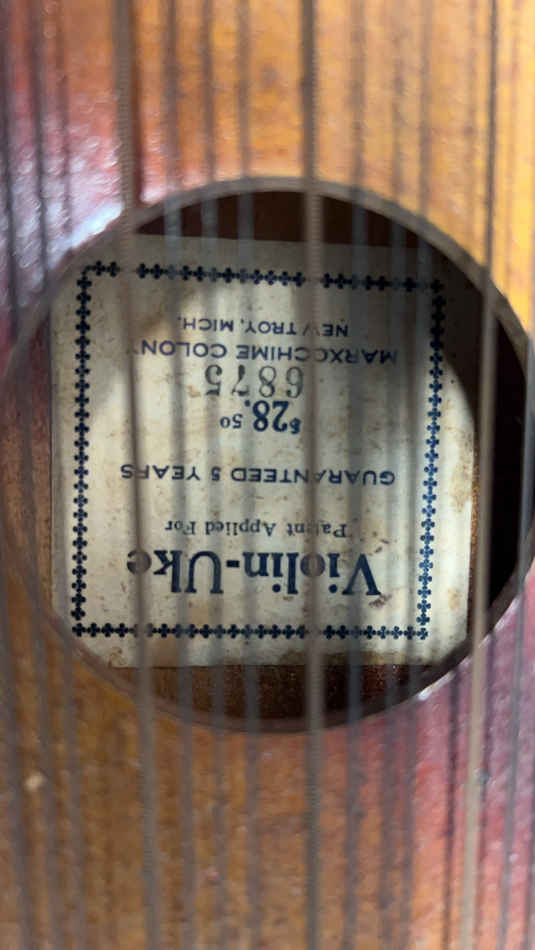 Violin-Uke
Patent Applied For
GUARANTEED 5 YEARS
$28.50
6875
MARXOCHIME COLONY
NEW TROY, MICH.